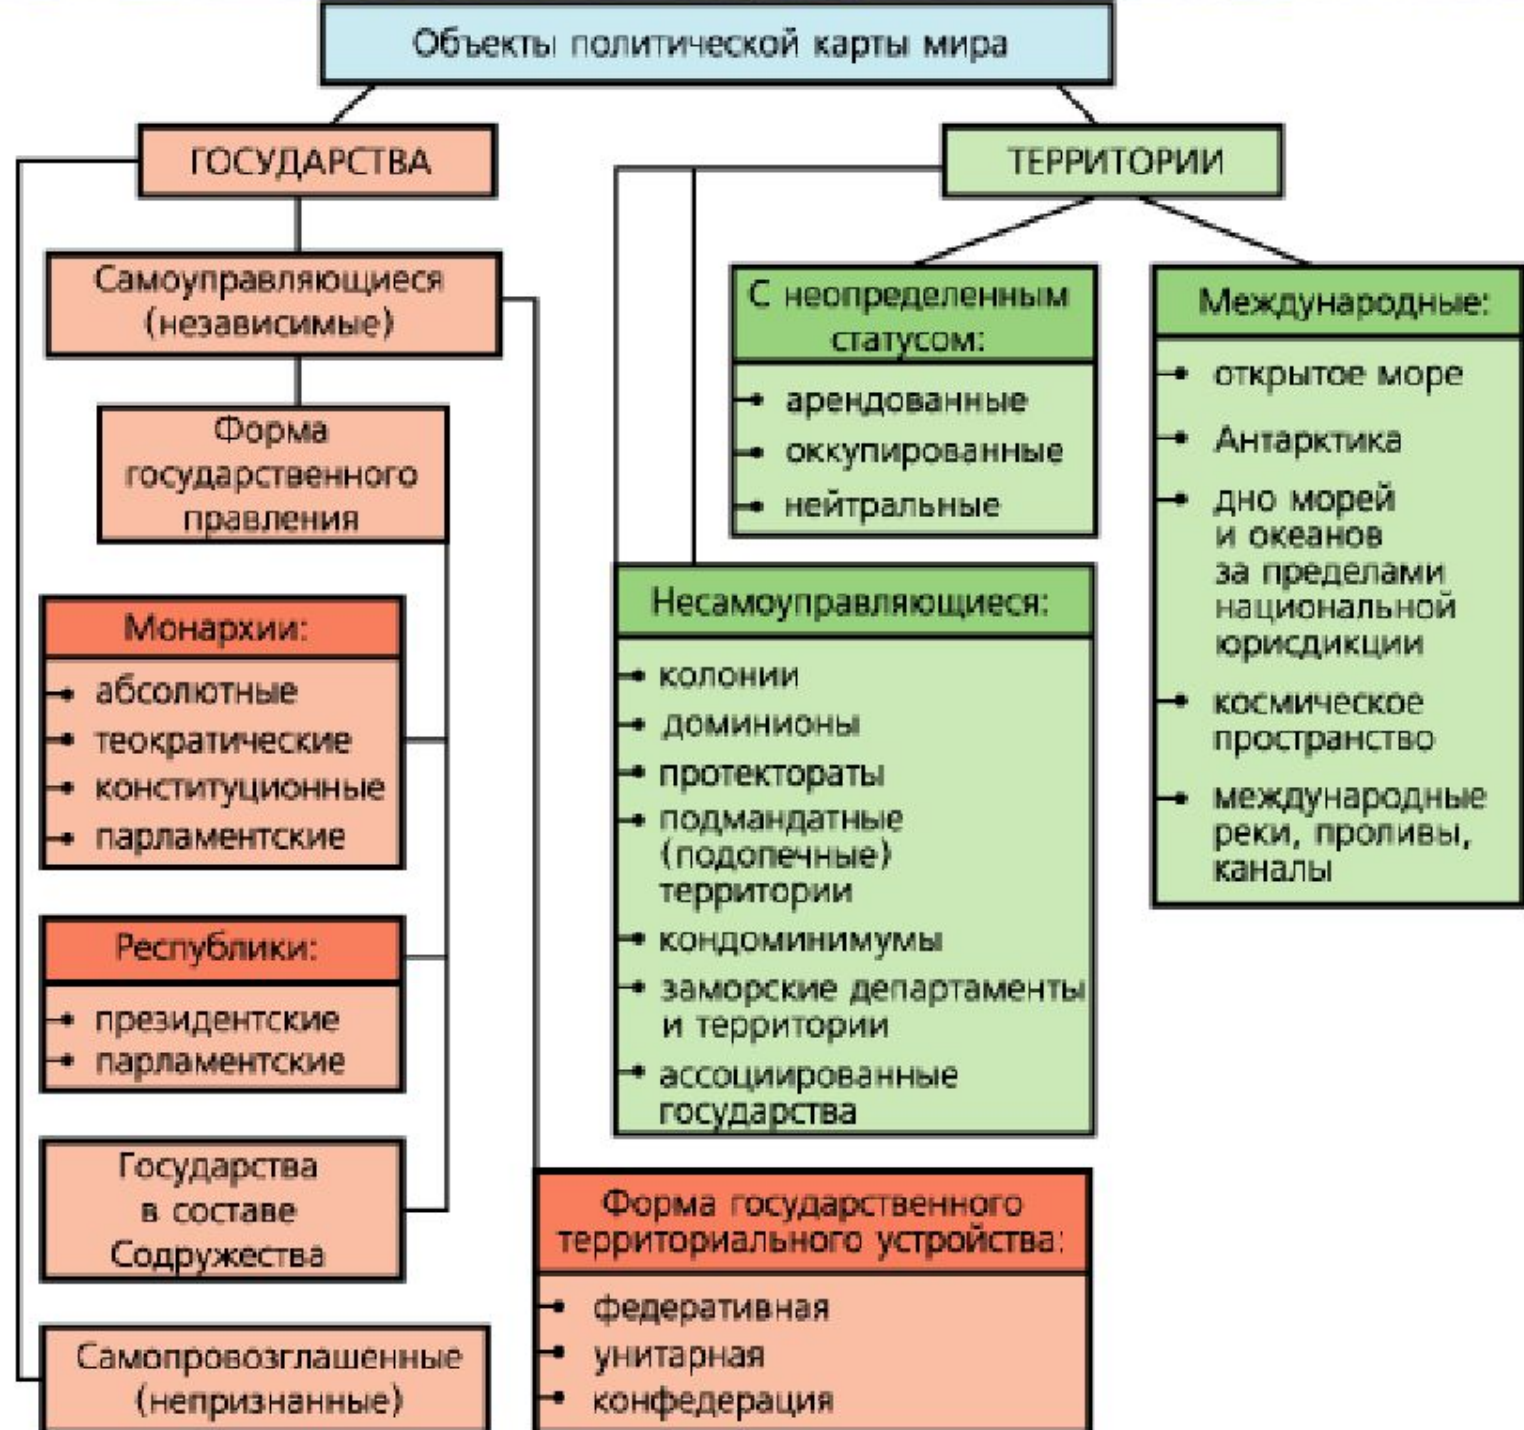 Объекты политической карты мира
ГОСУДАРСТВА
Самоуправляющиеся
(независимые)
Форма
государственного
правления
Монархии:
абсолютные
теократические
конституционные
парламентские
Республики:
президентские
парламентские
Государства
в составе
Содружества
Самопровозглашенные
(непризнанные)
Форма государственного
территориального устройства:
федеративная
унитарная
конфедерация
ТЕРРИТОРИИ
С неопределенным
статусом:
арендованные
оккупированные
нейтральные
Несамоуправляющиеся:
колонии
доминионы
протектораты
подмандатные
(подопечные)
территории
кондоминимумы
заморские департаменты
и территории
ассоциированные
государства
Международные:
открытое море
Антарктика
дно морей
и океанов
за пределами
национальной
юрисдикции
космическое
пространство
международные
реки, проливы,
каналы